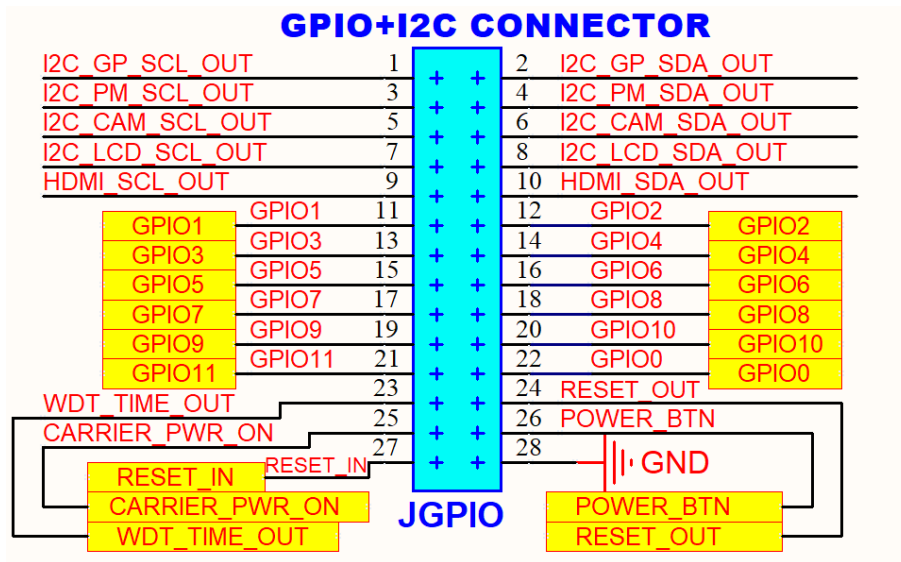 GPIO+I2C CONNECTOR
I2C_GP_SCL_OUT 1 2 I2C_GP_SDA_OUT
I2C_PM_SCL_OUT 3 4 I2C_PM_SDA_OUT
I2C_CAM_SCL_OUT 5 6 I2C_CAM_SDA_OUT
I2C_LCD_SCL_OUT 7 8 I2C_LCD_SDA_OUT
HDMI_SCL_OUT 9 10 HDMI_SDA_OUT
GPIO1 GPIO1 11 12 GPIO2 GPIO2
GPIO3 GPIO3 13 14 GPIO4 GPIO4
GPIO5 GPIO5 15 16 GPIO6 GPIO6
GPIO7 GPIO7 17 18 GPIO8 GPIO8
GPIO9 GPIO9 19 20 GPIO10 GPIO10
GPIO11 GPIO11 21 22 GPIO0 GPIO0
WDT_TIME_OUT 23 24 RESET_OUT
CARRIER_PWR_ON 25 26 POWER_BTN
RESET_IN RESET_IN 27 28 GND
CARRIER_PWR_ON JGPIO POWER_BTN
WDT_TIME_OUT RESET_OUT